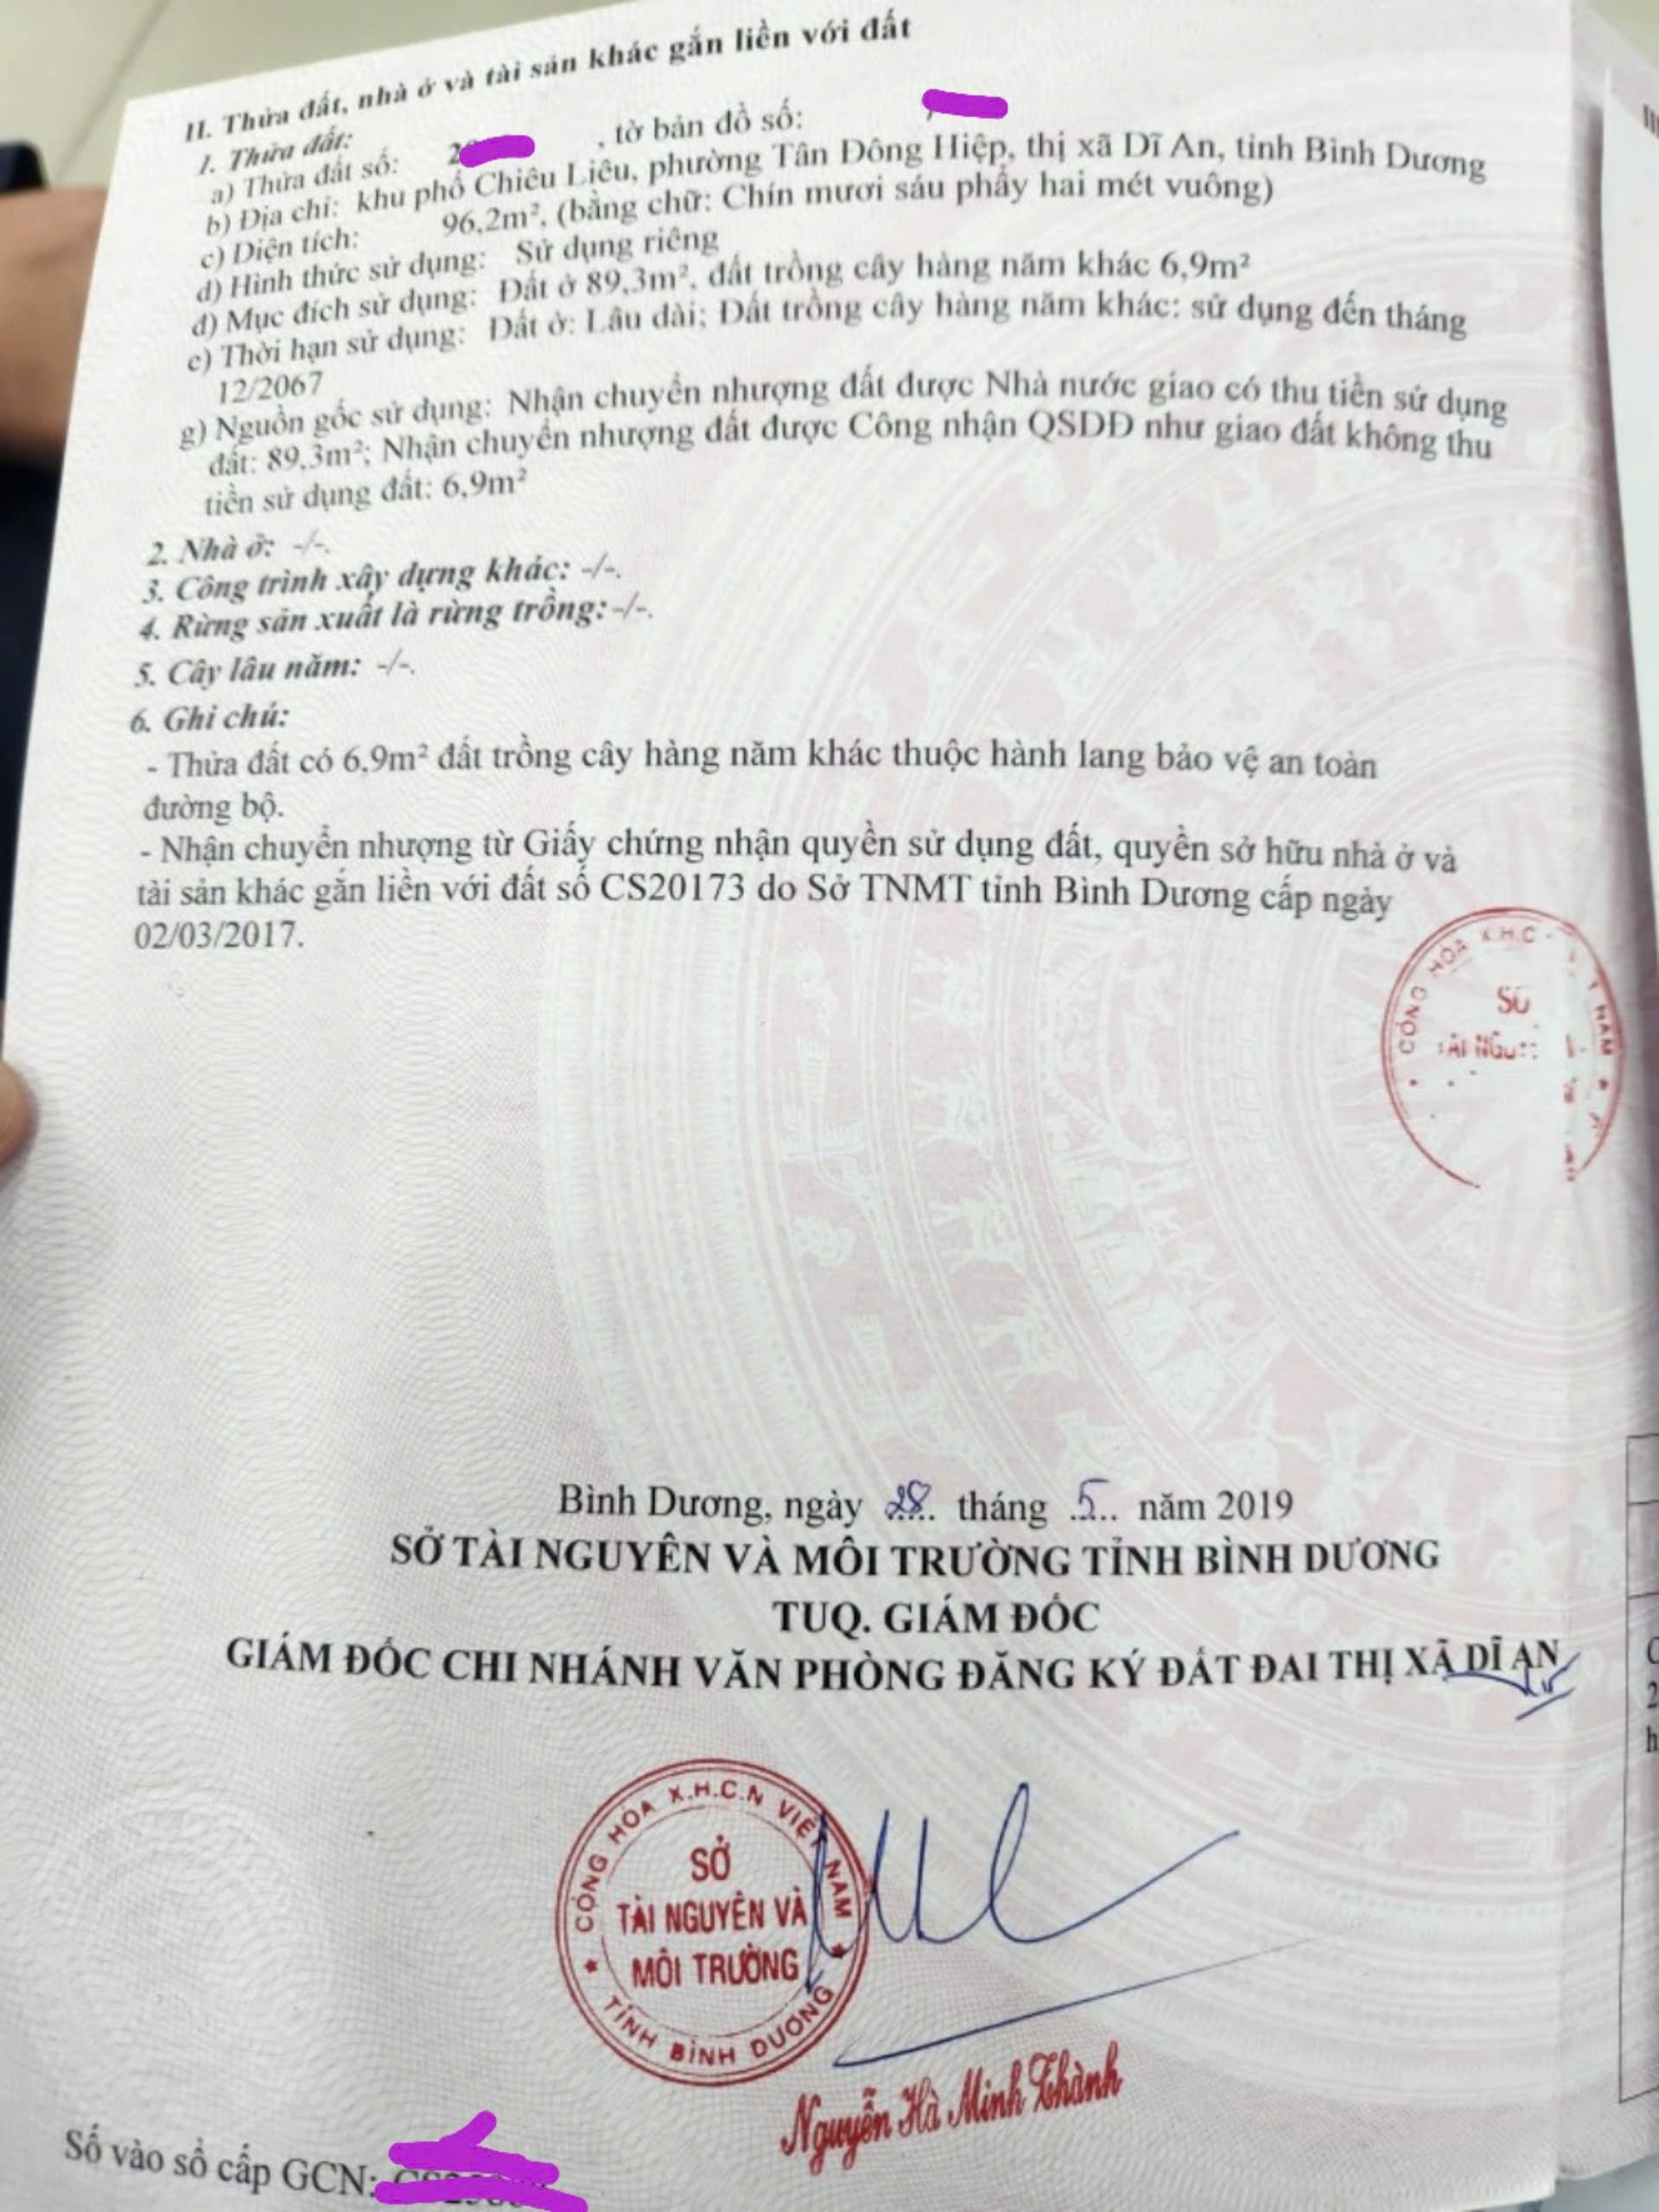 II. Thửa đất, nhà ở và tài sản khác gắn liền với đất
1. Thửa đất:
a) Thửa đất số: , tờ bản đồ số:
b) Địa chỉ: khu phố Chiêu Liêu, phường Tân Đông Hiệp, thị xã Dĩ An, tỉnh Bình Dương
c) Diện tích: 96,2m², (bằng chữ: Chín mươi sáu phẩy hai mét vuông)
d) Hình thức sử dụng: Sử dụng riêng
đ) Mục đích sử dụng: Đất ở 89,3m², đất trồng cây hàng năm khác 6,9m²
e) Thời hạn sử dụng: Đất ở: Lâu dài; Đất trồng cây hàng năm khác: sử dụng đến tháng
12/2067
g) Nguồn gốc sử dụng: Nhận chuyển nhượng đất được Nhà nước giao có thu tiền sử dụng
đất: 89,3m²; Nhận chuyển nhượng đất được Công nhận QSDĐ như giao đất không thu
tiền sử dụng đất: 6,9m²
2. Nhà ở: -/-.
3. Công trình xây dựng khác: -/-.
4. Rừng sản xuất là rừng trồng: -/-.
5. Cây lâu năm: -/-.
6. Ghi chú:
- Thửa đất có 6,9m² đất trồng cây hàng năm khác thuộc hành lang bảo vệ an toàn
đường bộ.
- Nhận chuyển nhượng từ Giấy chứng nhận quyền sử dụng đất, quyền sở hữu nhà ở và
tài sản khác gắn liền với đất số CS20173 do Sở TNMT tỉnh Bình Dương cấp ngày
02/03/2017.
CỘNG HÒA X.H.C
SỞ
TÀI NGUY
Bình Dương, ngày 28 tháng 5 năm 2019
SỞ TÀI NGUYÊN VÀ MÔI TRƯỜNG TỈNH BÌNH DƯƠNG
TUQ. GIÁM ĐỐC
GIÁM ĐỐC CHI NHÁNH VĂN PHÒNG ĐĂNG KÝ ĐẤT ĐAI THỊ XÃ DĨ AN
CỘNG HÒA X.H.C.N VIỆT NAM
SỞ
TÀI NGUYÊN VÀ
MÔI TRƯỜNG
TỈNH BÌNH DƯƠNG
Nguyễn Hà Minh Thành
Số vào sổ cấp GCN: